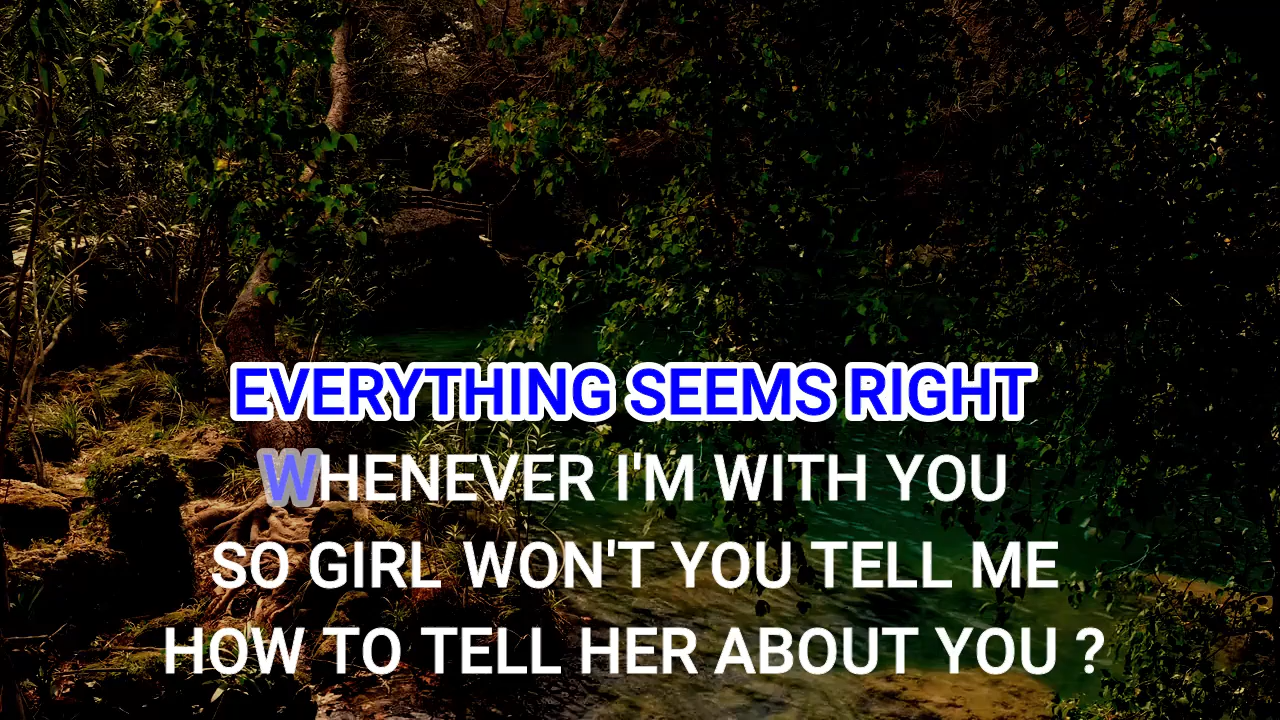 EVERYTHING SEEMS RIGHT
WHENEVER I'M WITH YOU
SO GIRL WON'T YOU TELL ME
HOW TO TELL HER ABOUT YOU ?